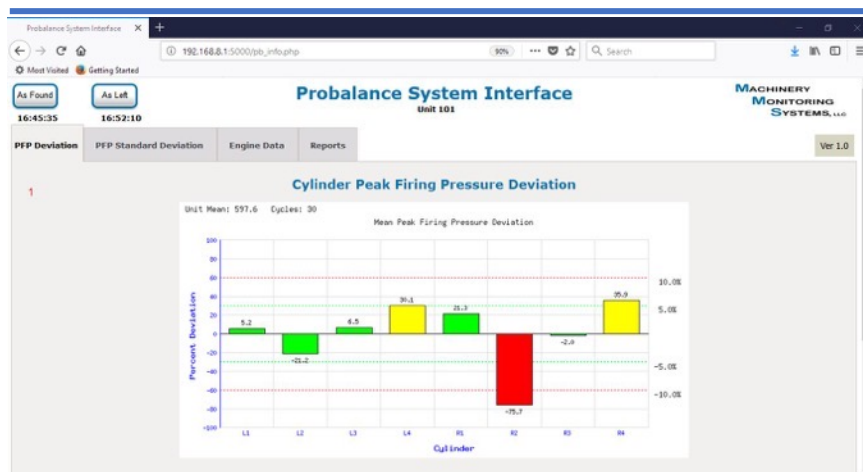 Probalance System Interface
192.168.8.1:5000/pb_info.php
90%
Search
Most Visited
Getting Started
As Found
As Left
16:45:35
16:52:10
Probalance System Interface
Unit 101
MACHINERY
MONITORING
SYSTEMS, LLC
PFP Deviation
PFP Standard Deviation
Engine Data
Reports
Ver 1.0
1
Cylinder Peak Firing Pressure Deviation
Unit Mean: 597.6 Cycles: 30
Mean Peak Firing Pressure Deviation
100
80
60
40
20
0
-20
-40
-60
-80
-100
Percent Deviation
10.0%
5.0%
-5.0%
-10.0%
5.2
-21.2
6.5
30.1
21.3
-75.7
-2.0
35.9
L1
L2
L3
L4
R1
R2
R3
R4
Cylinder